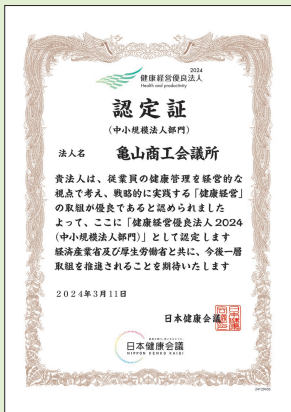 2024
健康経営優良法人
Health and productivity
認定証
(中小規模法人部門)
法人名 亀山商工会議所
貴法人は、従業員の健康管理を経営的な
視点で考え、戦略的に実践する「健康経営」
の取組が優良であると認められました
よって、ここに「健康経営優良法人2024
(中小規模法人部門)」として認定します
経済産業省及び厚生労働省と共に、今後一層
取組を推進されることを期待いたします
2024年3月11日
日本健康会議
日本健康会議
NIPPON KENKO KAIGI